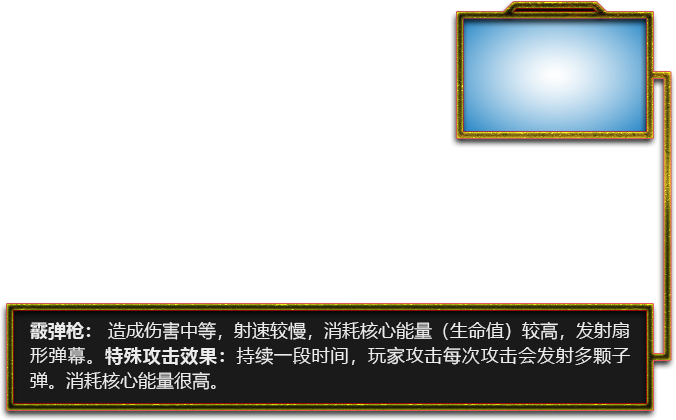 霰弹枪： 造成伤害中等，射速较慢，消耗核心能量（生命值）较高，发射扇
形弹幕。特殊攻击效果：持续一段时间，玩家攻击每次攻击会发射多颗子
弹。消耗核心能量很高。